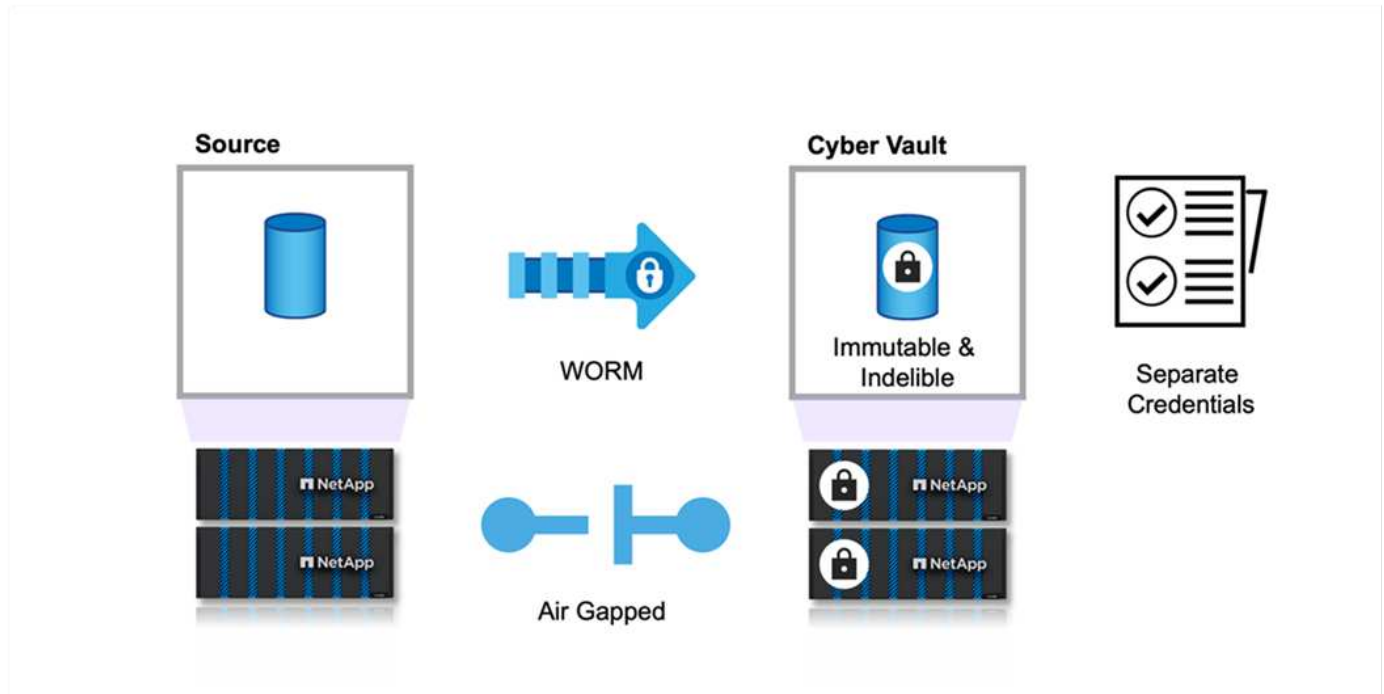 Source
Cyber Vault
WORM
Immutable &
Indelible
Separate
Credentials
NetApp
NetApp
NetApp
NetApp
Air Gapped